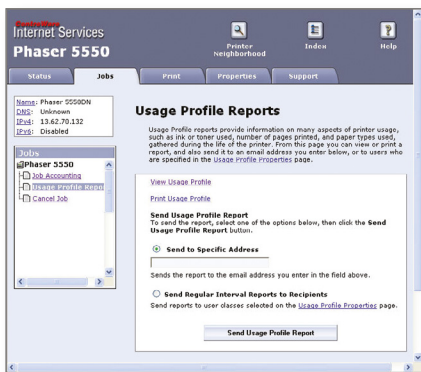 CentreWare
Internet Services
Phaser 5550
Printer
Neighborhood
Index
Help
Status
Jobs
Print
Properties
Support
Name: Phaser 5550DN
DNS: Unknown
IPv4: 13.62.70.132
IPv6: Disabled
Jobs
Phaser 5550
Job Accounting
Usage Profile Repor
Cancel Job
Usage Profile Reports
Usage Profile reports provide information on many aspects of printer usage,
such as ink or toner used, number of pages printed, and paper types used,
gathered during the life of the printer. From this page you can view or print a
report, and also send it to an email address you enter below, or to users who
are specified in the Usage Profile Properties page.
View Usage Profile
Print Usage Profile
Send Usage Profile Report
To send the report, select one of the options below, then click the Send
Usage Profile Report button.
Send to Specific Address
Sends the report to the email address you enter in the field above.
Send Regular Interval Reports to Recipients
Send reports to user classes selected on the Usage Profile Properties page.
Send Usage Profile Report